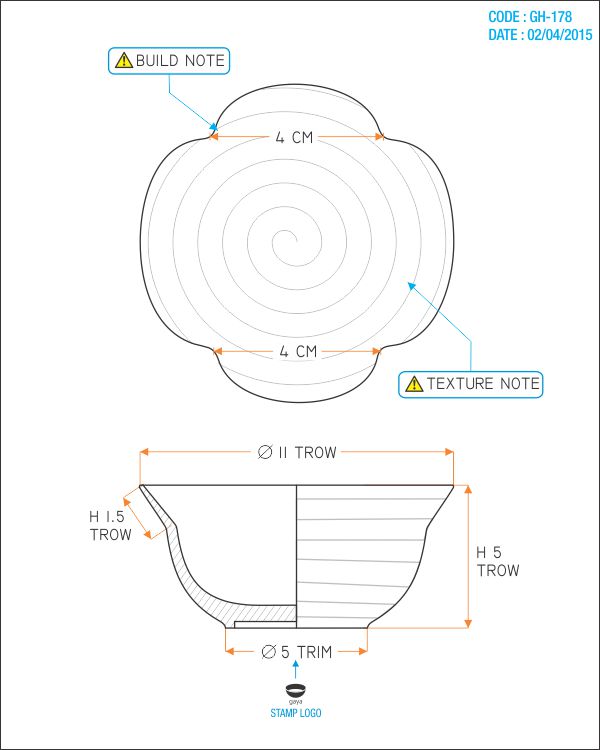 CODE : GH-178
DATE : 02/04/2015
BUILD NOTE
4 CM
4 CM
TEXTURE NOTE
Ø 11 TROW
H 1.5
TROW
H 5
TROW
Ø 5 TRIM
gaya
STAMP LOGO